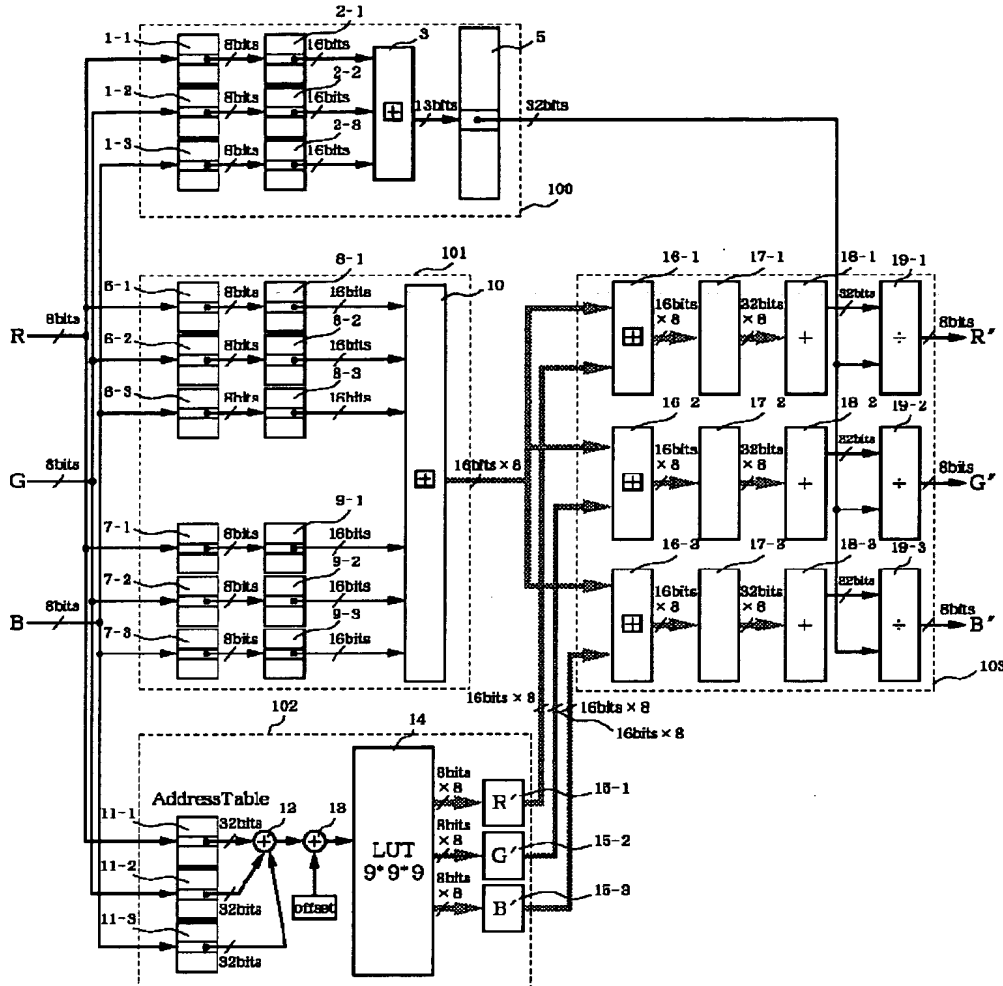 1-1
8bits
2-1
16bits
3
5
1-2
8bits
2-2
16bits
13bits
32bits
1-3
8bits
2-3
16bits
100
101
6-1
8bits
8-1
16bits
10
6-2
8bits
8-2
16bits
6-3
8bits
8-3
16bits
R
8bits
G
8bits
B
8bits
16bits × 8
7-1
8bits
9-1
16bits
7-2
8bits
9-2
16bits
7-3
8bits
9-3
16bits
16-1
17-1
18-1
19-1
16bits × 8
32bits × 8
+
32bits
÷
8bits
R′
16-2
17-2
18-2
19-2
16bits × 8
32bits × 8
+
32bits
÷
8bits
G′
16-3
17-3
18-3
19-3
16bits × 8
32bits × 8
+
32bits
÷
8bits
B′
103
16bits × 8
16bits × 8
16bits × 8
102
14
AddressTable
11-1
32bits
12
13
11-2
32bits
offset
11-3
32bits
LUT
9*9*9
8bits × 8
R′
15-1
8bits × 8
G′
15-2
8bits × 8
B′
15-3